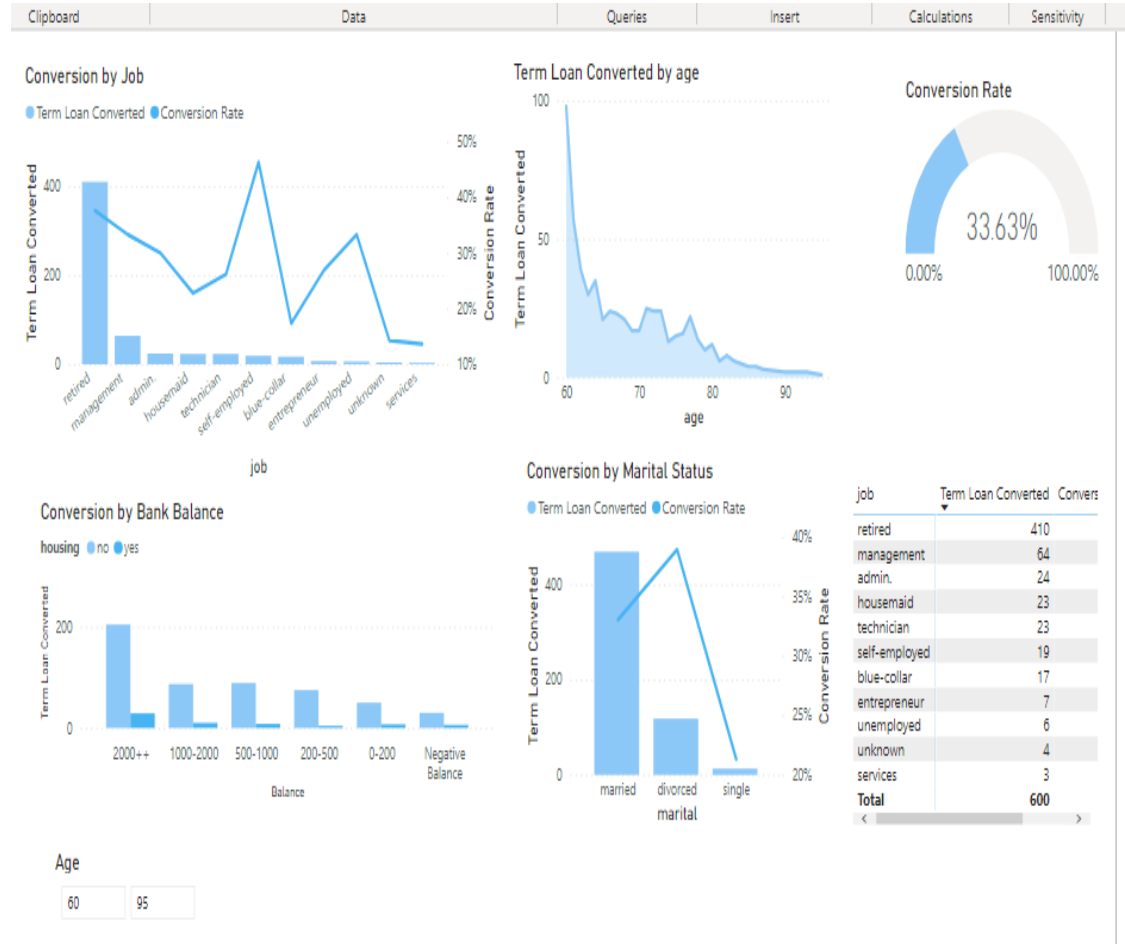 Clipboard Data Queries Insert Calculations Sensitivity
Conversion by Job
Term Loan Converted Conversion Rate
Term Loan Converted
400
200
0
50%
40%
30%
20%
10%
Conversion Rate
retired management admin. housemaid technician self-employed blue-collar entrepreneur unemployed unknown services
job
Term Loan Converted by age
Term Loan Converted
100
50
0
60 70 80 90
age
Conversion Rate
33.63%
0.00% 100.00%
Conversion by Bank Balance
housing no yes
Term Loan Converted
200
0
2000++ 1000-2000 500-1000 200-500 0-200 Negative
Balance
Balance
Conversion by Marital Status
Term Loan Converted Conversion Rate
Term Loan Converted
400
200
0
40%
35%
30%
25%
20%
Conversion Rate
married divorced single
marital
job Term Loan Converted Convers
retired 410
management 64
admin. 24
housemaid 23
technician 23
self-employed 19
blue-collar 17
entrepreneur 7
unemployed 6
unknown 4
services 3
Total 600
Age
60 95